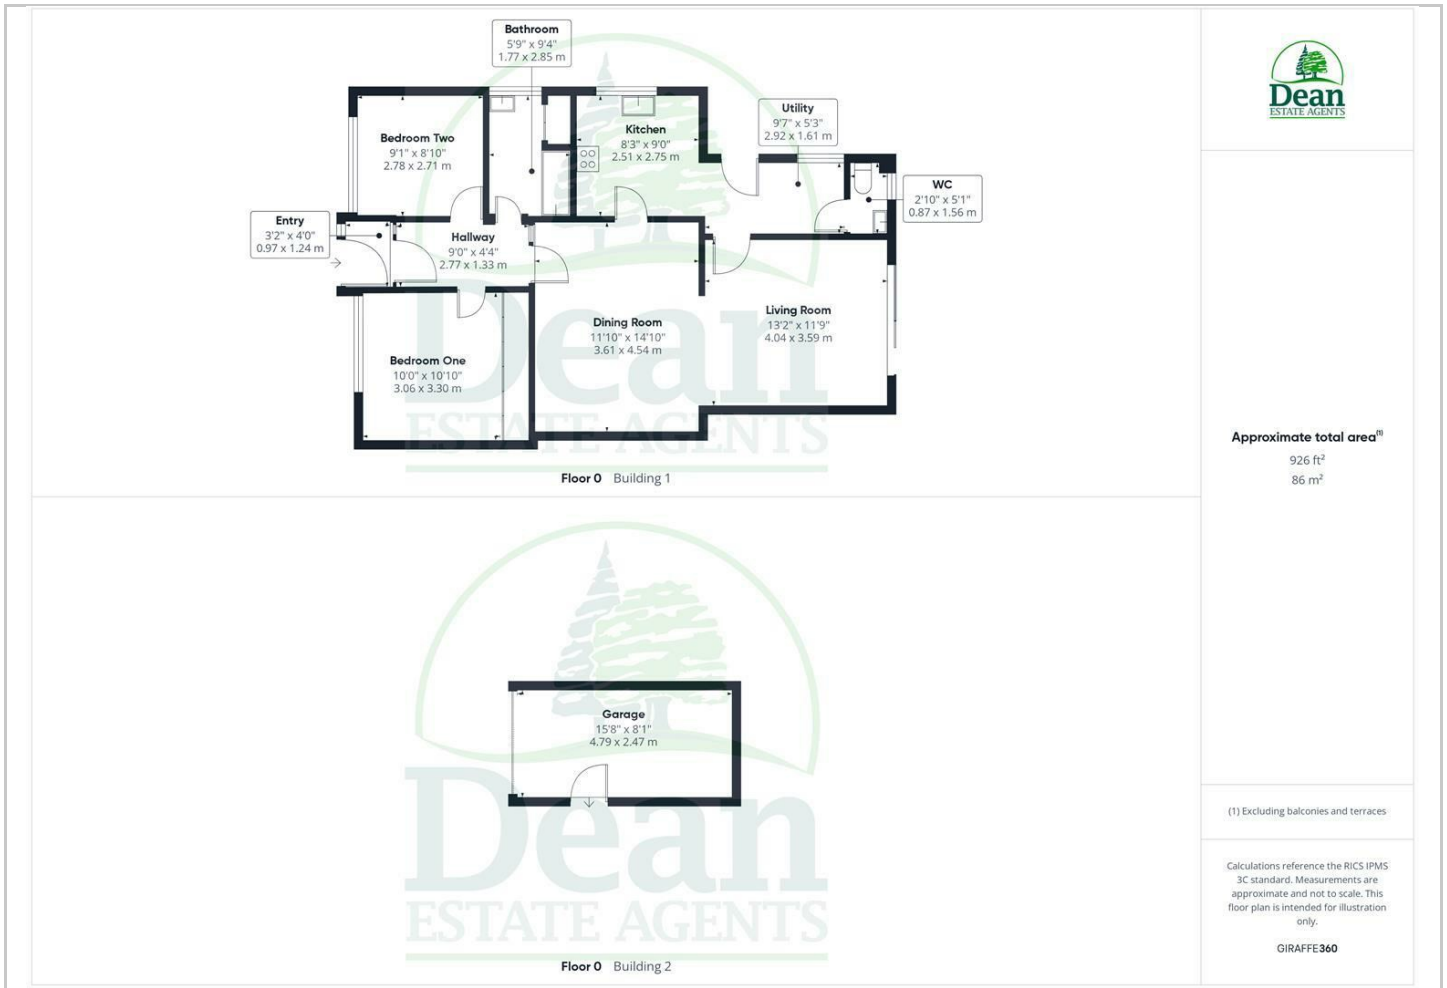 Bathroom
5'9" x 9'4"
1.77 x 2.85 m
Bedroom Two
9'1" x 8'10"
2.78 x 2.71 m
Kitchen
8'3" x 9'0"
2.51 x 2.75 m
Utility
9'7" x 5'3"
2.92 x 1.61 m
WC
2'10" x 5'1"
0.87 x 1.56 m
Entry
3'2" x 4'0"
0.97 x 1.24 m
Hallway
9'0" x 4'4"
2.77 x 1.33 m
Dining Room
11'10" x 14'10"
3.61 x 4.54 m
Living Room
13'2" x 11'9"
4.04 x 3.59 m
Bedroom One
10'0" x 10'10"
3.06 x 3.30 m
Dean
ESTATE AGENTS
Floor 0 Building 1
Garage
15'8" x 8'1"
4.79 x 2.47 m
Dean
ESTATE AGENTS
Floor 0 Building 2
Dean
ESTATE AGENTS
Approximate total area(1)
926 ft²
86 m²
(1) Excluding balconies and terraces
Calculations reference the RICS IPMS
3C standard. Measurements are
approximate and not to scale. This
floor plan is intended for illustration
only.
GIRAFFE360